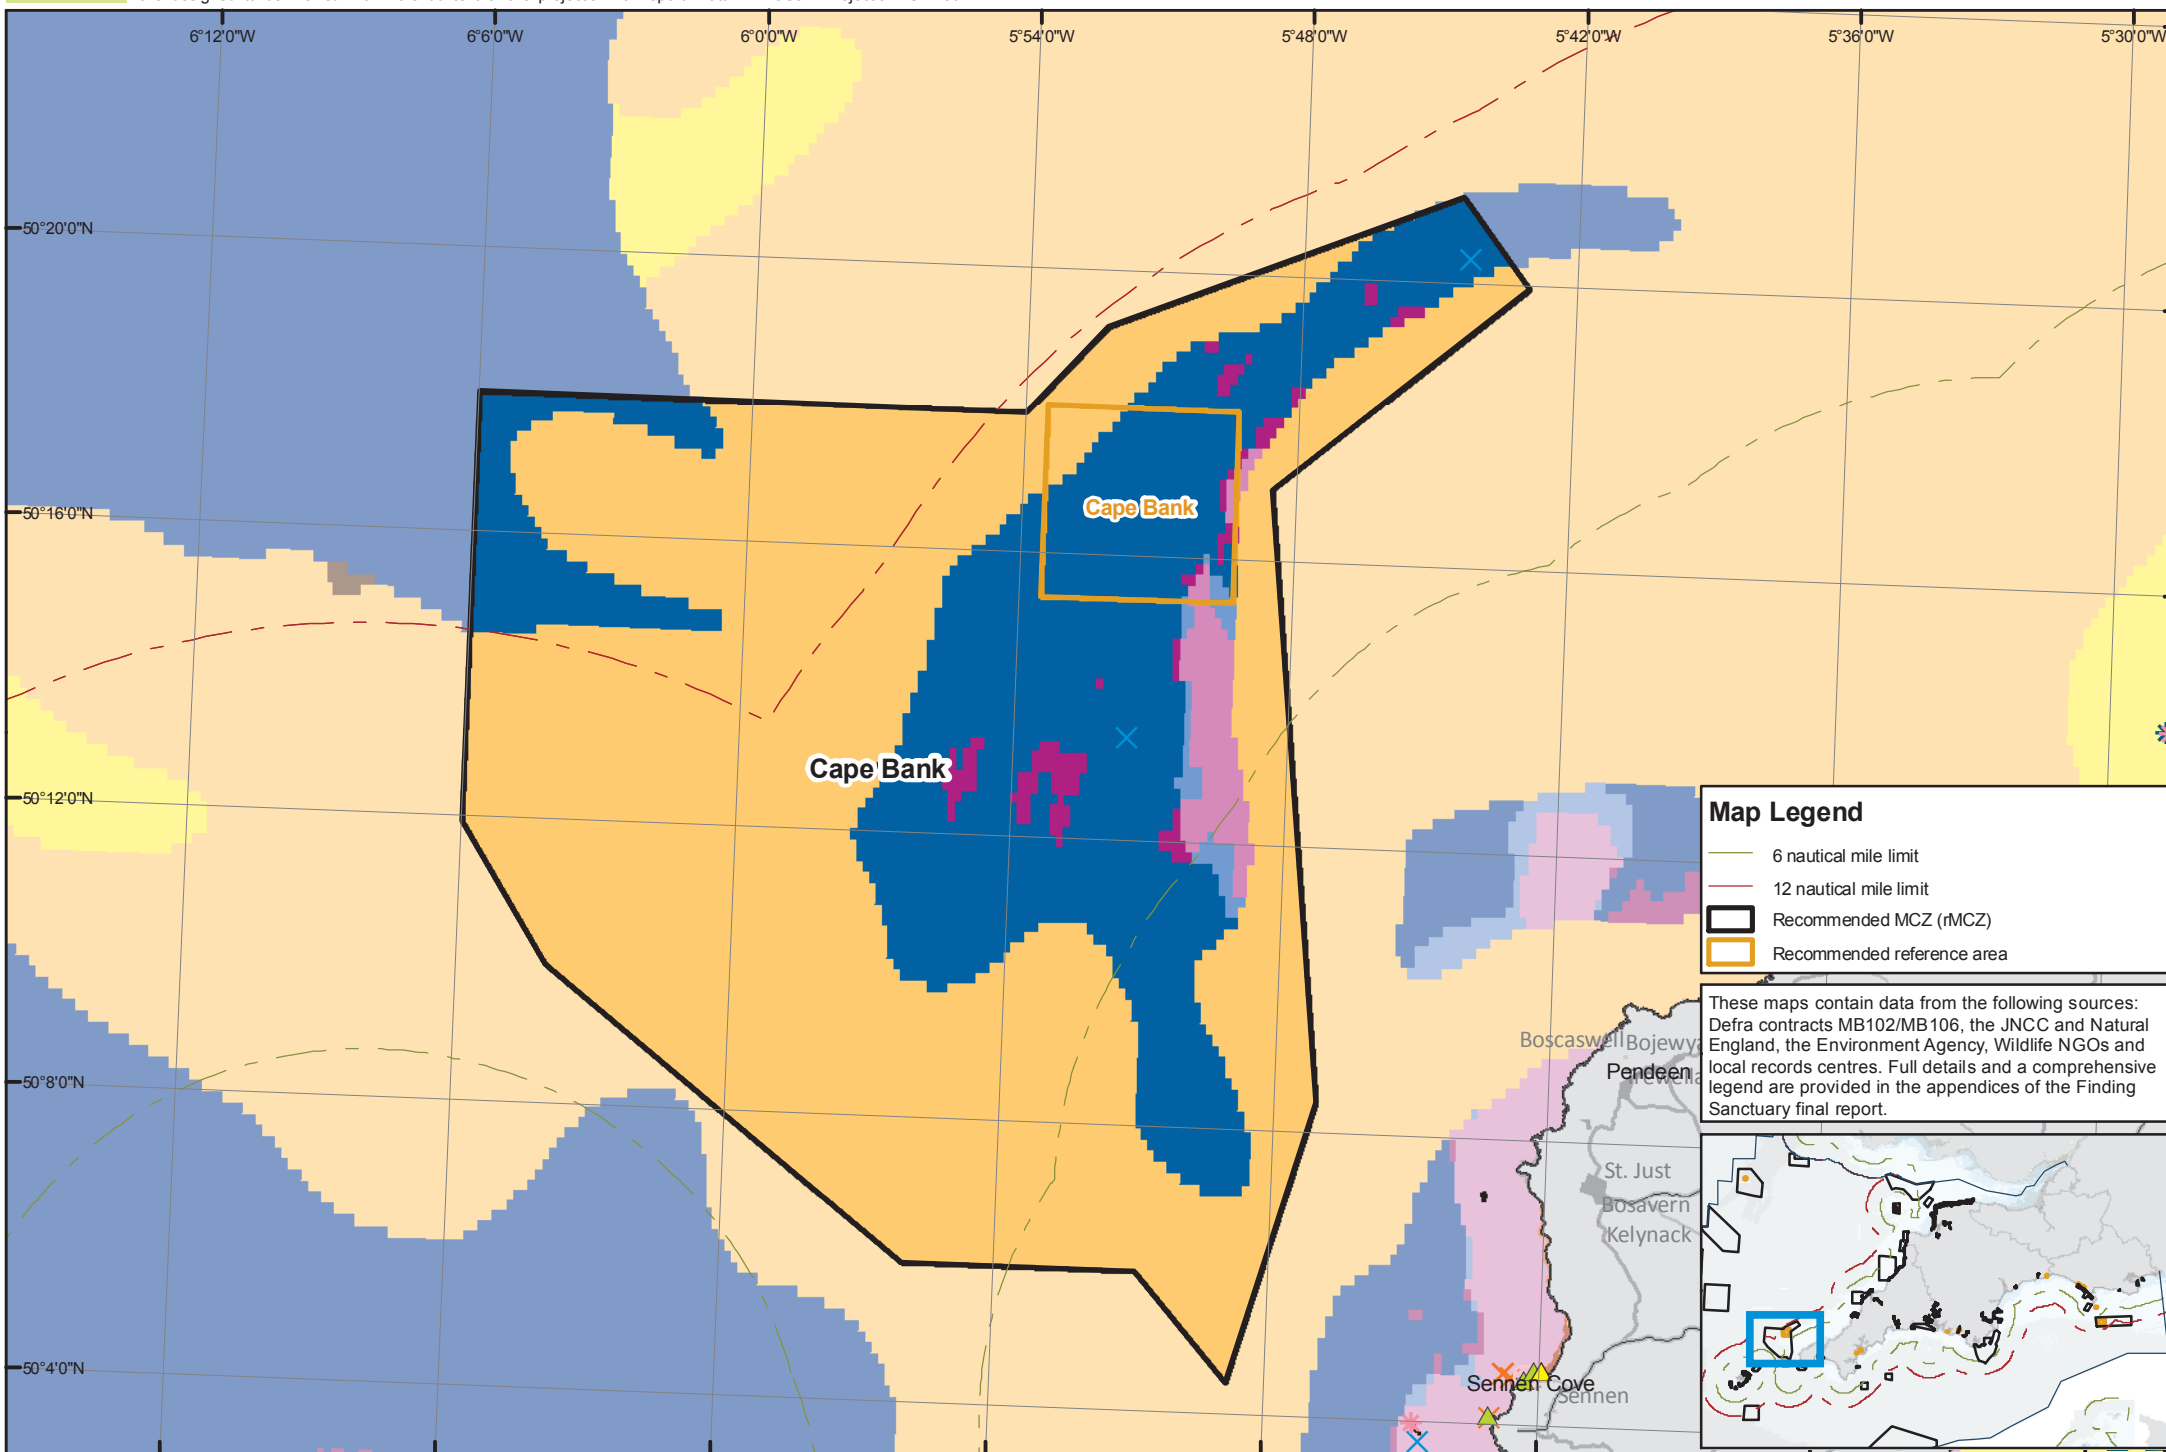 6°12'0"W
6°6'0"W
6°0'0"W
5°54'0"W
5°48'0"W
5°42'0"W
5°36'0"W
5°30'0"W
50°20'0"N
50°16'0"N
50°12'0"N
50°8'0"N
50°4'0"N
Cape Bank
Cape Bank
Boscaswell
Pendeen
St. Just
Bosavern
Kelynack
Sennen Cove
Sennen
Map Legend
6 nautical mile limit
12 nautical mile limit
Recommended MCZ (rMCZ)
Recommended reference area
These maps contain data from the following sources:
Defra contracts MB102/MB106, the JNCC and Natural
England, the Environment Agency, Wildlife NGOs and
local records centres. Full details and a comprehensive
legend are provided in the appendices of the Finding
Sanctuary final report.